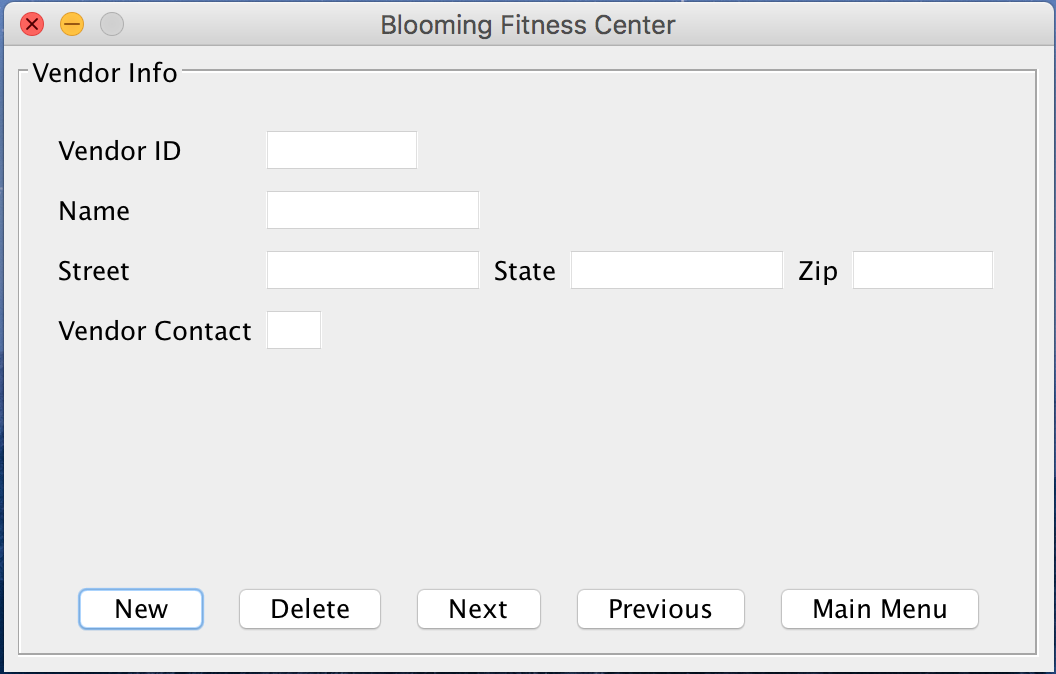 Blooming Fitness Center
Vendor Info
Vendor ID
Name
Street State Zip
Vendor Contact
New Delete Next Previous Main Menu